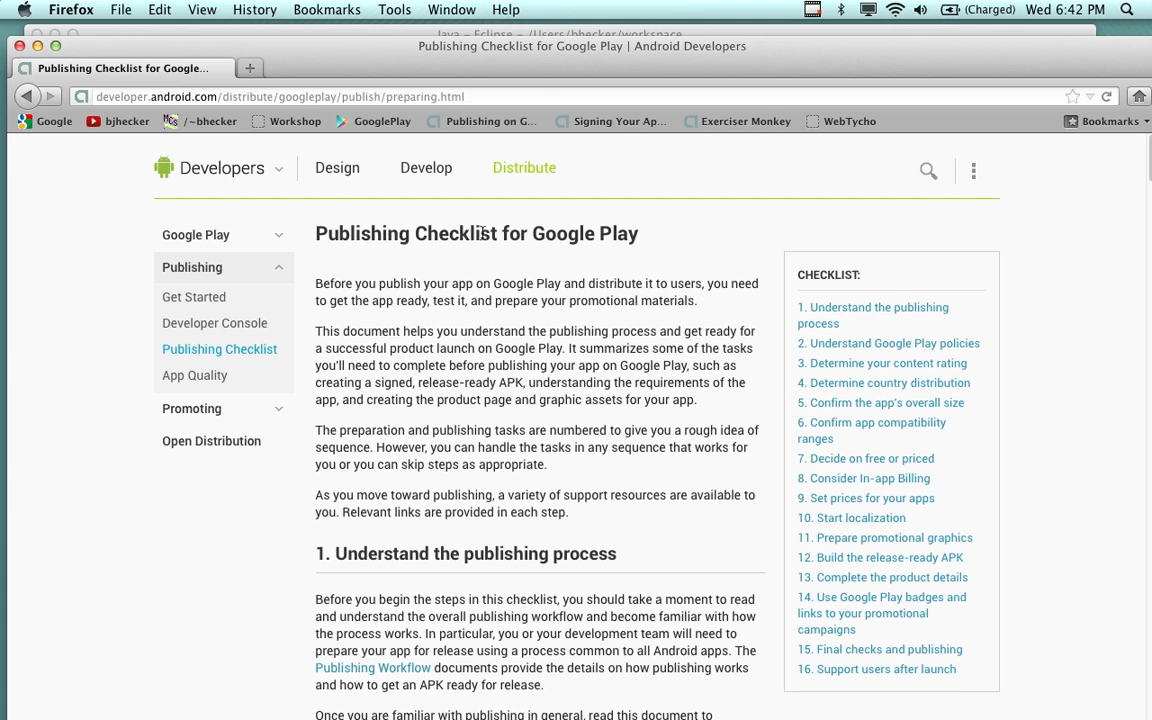 Firefox File Edit View History Bookmarks Tools Window Help (Charged) Wed 6:42 PM
Java – Eclipse – /Users/bhecker/workspace
Publishing Checklist for Google Play | Android Developers
Publishing Checklist for Google...
developer.android.com/distribute/googleplay/publish/preparing.html
Google bjhecker /~bhecker Workshop GooglePlay Publishing on G... Signing Your Ap... Exerciser Monkey WebTycho Bookmarks
Developers Design Develop Distribute
Google Play
Publishing
Get Started
Developer Console
Publishing Checklist
App Quality
Promoting
Open Distribution
Publishing Checklist for Google Play
Before you publish your app on Google Play and distribute it to users, you need
to get the app ready, test it, and prepare your promotional materials.
This document helps you understand the publishing process and get ready for
a successful product launch on Google Play. It summarizes some of the tasks
you'll need to complete before publishing your app on Google Play, such as
creating a signed, release-ready APK, understanding the requirements of the
app, and creating the product page and graphic assets for your app.
The preparation and publishing tasks are numbered to give you a rough idea of
sequence. However, you can handle the tasks in any sequence that works for
you or you can skip steps as appropriate.
As you move toward publishing, a variety of support resources are available to
you. Relevant links are provided in each step.
1. Understand the publishing process
Before you begin the steps in this checklist, you should take a moment to read
and understand the overall publishing workflow and become familiar with how
the process works. In particular, you or your development team will need to
prepare your app for release using a process common to all Android apps. The
Publishing Workflow documents provide the details on how publishing works
and how to get an APK ready for release.
Once you are familiar with publishing in general, read this document to
CHECKLIST:
1. Understand the publishing
process
2. Understand Google Play policies
3. Determine your content rating
4. Determine country distribution
5. Confirm the app's overall size
6. Confirm app compatibility
ranges
7. Decide on free or priced
8. Consider In-app Billing
9. Set prices for your apps
10. Start localization
11. Prepare promotional graphics
12. Build the release-ready APK
13. Complete the product details
14. Use Google Play badges and
links to your promotional
campaigns
15. Final checks and publishing
16. Support users after launch